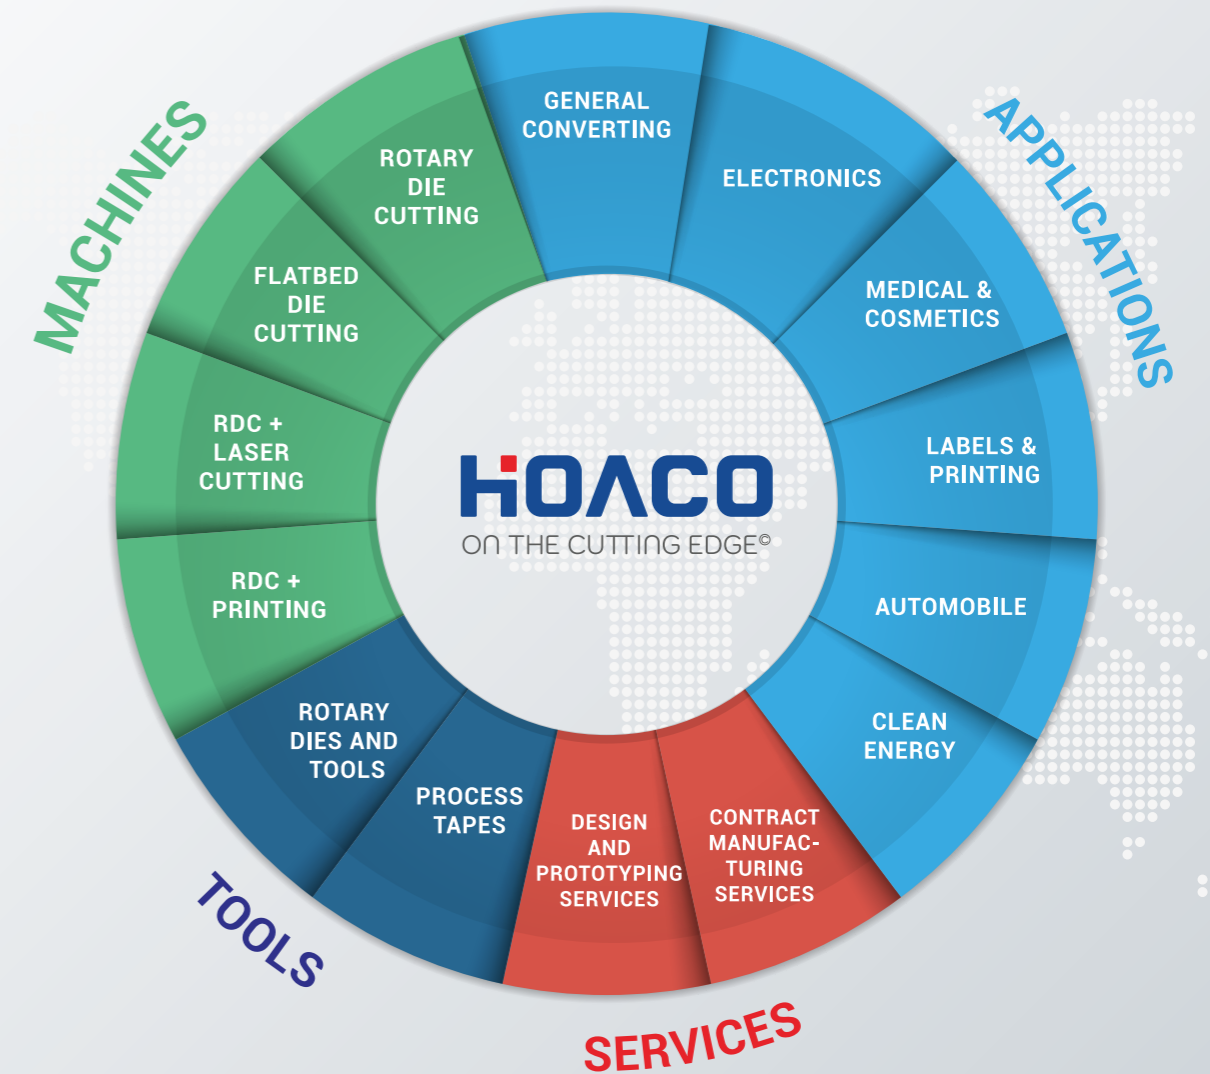 MACHINES
ROTARY
DIE
CUTTING
FLATBED
DIE
CUTTING
RDC +
LASER
CUTTING
RDC +
PRINTING
APPLICATIONS
GENERAL
CONVERTING
ELECTRONICS
MEDICAL &
COSMETICS
LABELS &
PRINTING
AUTOMOBILE
CLEAN
ENERGY
HOACO
ON THE CUTTING EDGE©
TOOLS
ROTARY
DIES AND
TOOLS
PROCESS
TAPES
SERVICES
DESIGN
AND
PROTOTYPING
SERVICES
CONTRACT
MANUFAC-
TURING
SERVICES